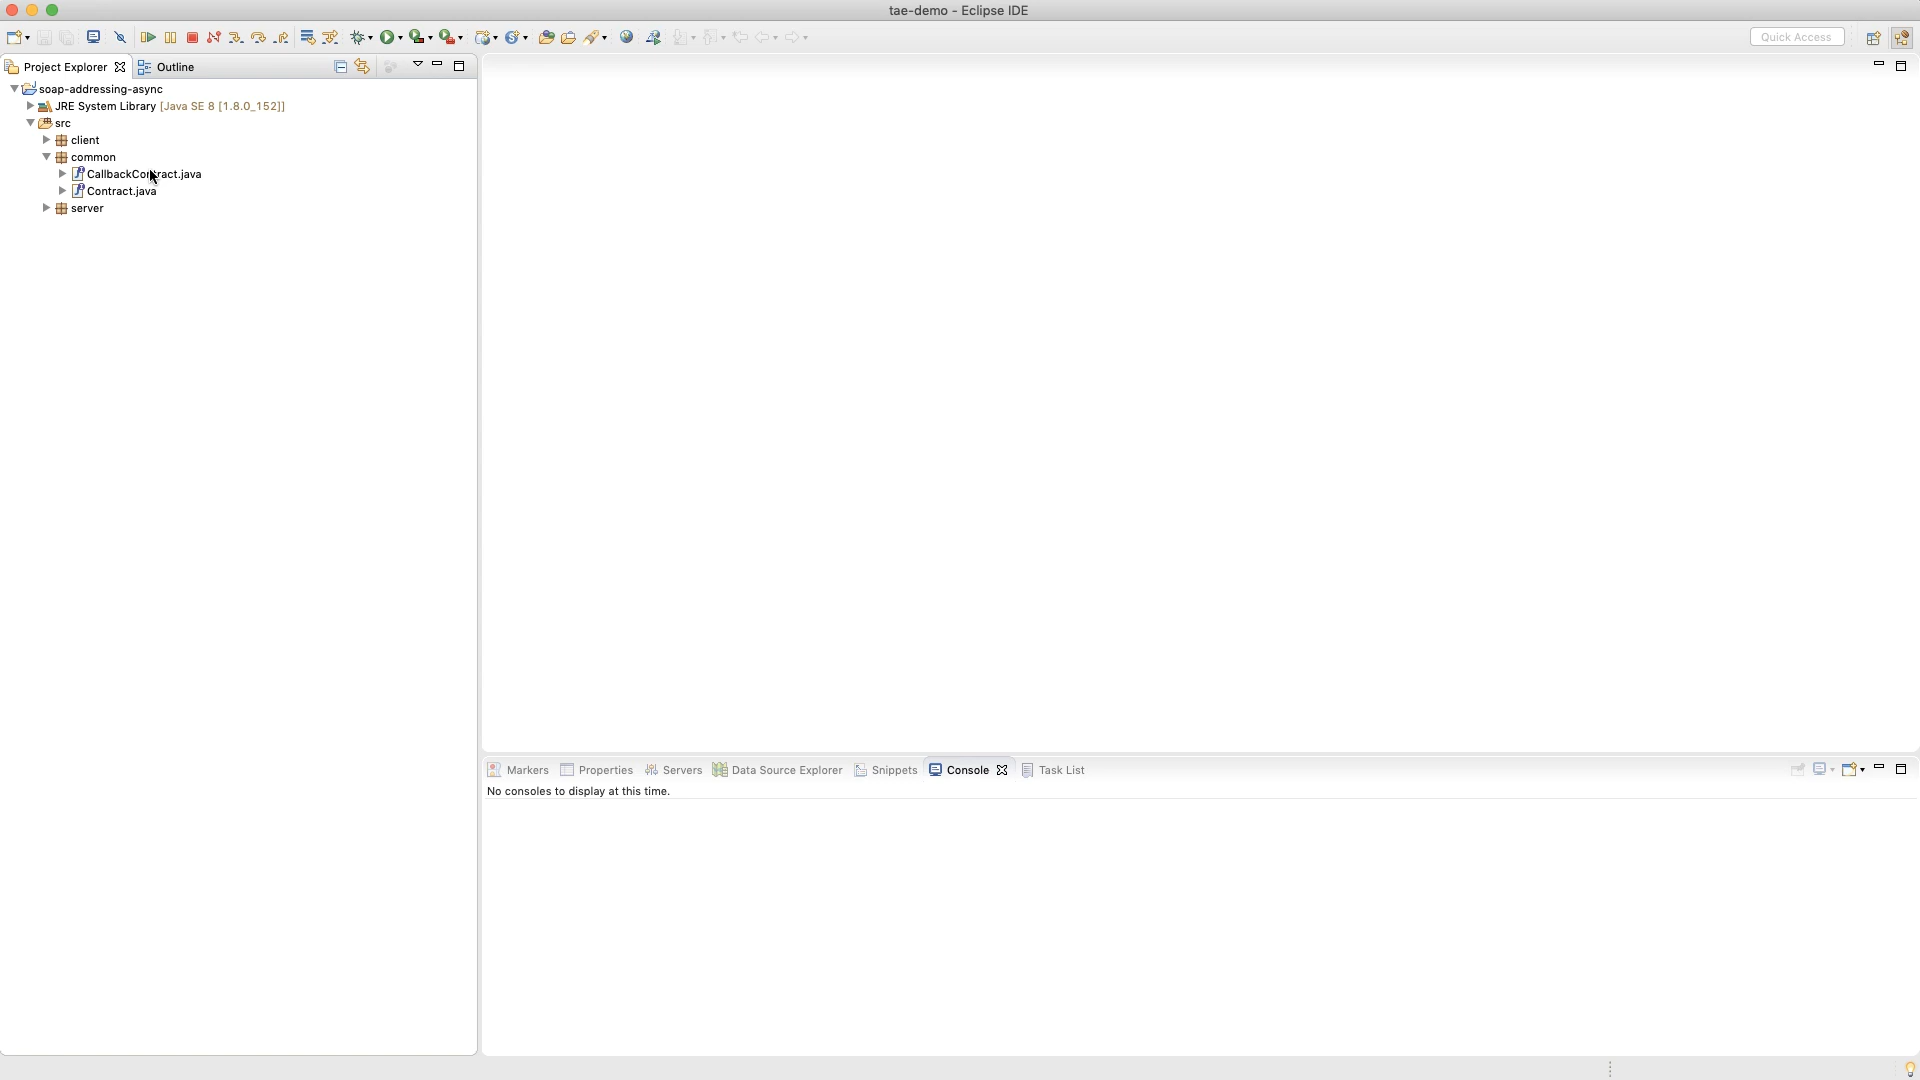 tae-demo - Eclipse IDE
Quick Access
Project Explorer
Outline
soap-addressing-async
JRE System Library [Java SE 8 [1.8.0_152]]
src
client
common
CallbackContract.java
Contract.java
server
Markers
Properties
Servers
Data Source Explorer
Snippets
Console
Task List
No consoles to display at this time.